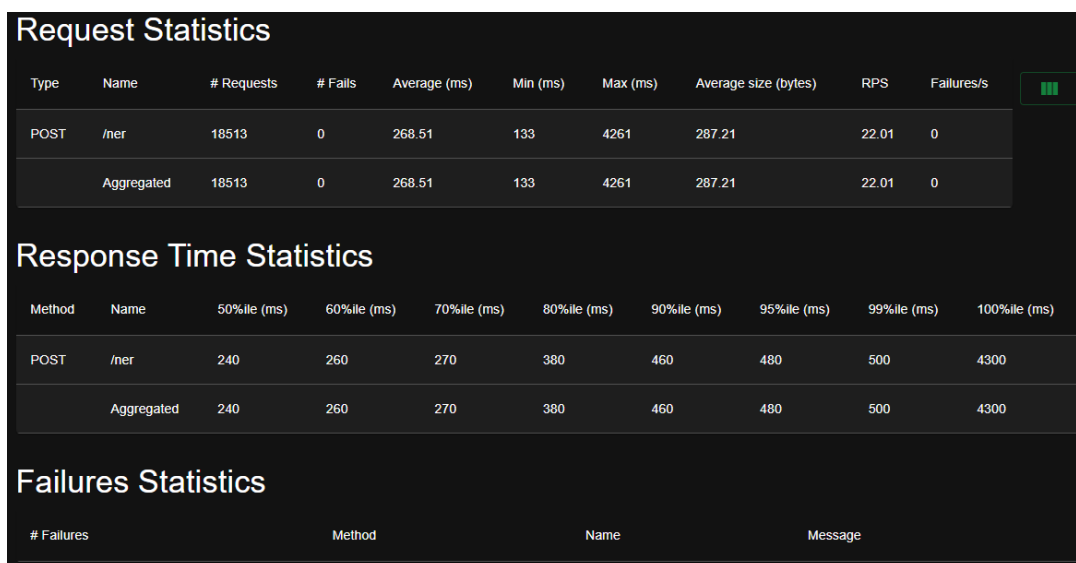 Request Statistics
Type Name # Requests # Fails Average (ms) Min (ms) Max (ms) Average size (bytes) RPS Failures/s
POST /ner 18513 0 268.51 133 4261 287.21 22.01 0
Aggregated 18513 0 268.51 133 4261 287.21 22.01 0
Response Time Statistics
Method Name 50%ile (ms) 60%ile (ms) 70%ile (ms) 80%ile (ms) 90%ile (ms) 95%ile (ms) 99%ile (ms) 100%ile (ms)
POST /ner 240 260 270 380 460 480 500 4300
Aggregated 240 260 270 380 460 480 500 4300
Failures Statistics
# Failures Method Name Message